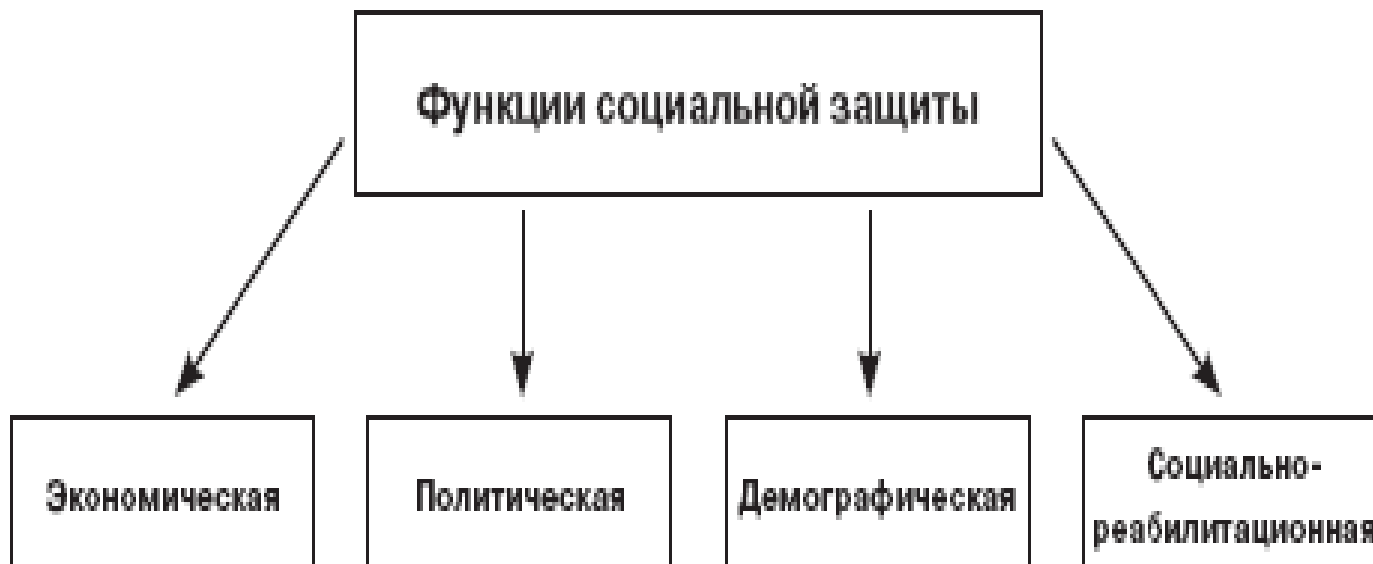 Функции социальной защиты
Экономическая
Политическая
Демографическая
Социально-
реабилитационная